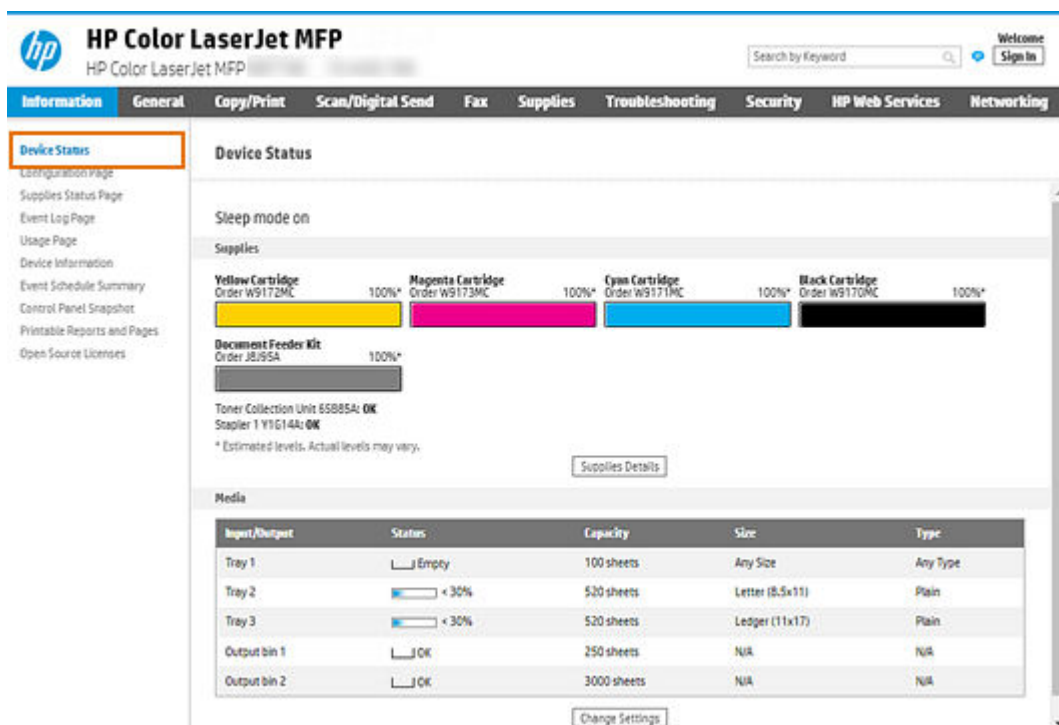 hp
HP Color LaserJet MFP
HP Color LaserJet MFP
Search by Keyword
Welcome
Sign In
Information General Copy/Print Scan/Digital Send Fax Supplies Troubleshooting Security HP Web Services Networking
Device Status
Configuration Page
Supplies Status Page
Event Log Page
Usage Page
Device Information
Event Schedule Summary
Control Panel Snapshot
Printable Reports and Pages
Open Source Licenses
Device Status
Sleep mode on
Supplies
Yellow Cartridge
Order W9172MC 100%*
Magenta Cartridge
Order W9173MC 100%*
Cyan Cartridge
Order W9171MC 100%*
Black Cartridge
Order W9170MC 100%*
Document Feeder Kit
Order J8J95A 100%*
Toner Collection Unit 6SB85A: OK
Stapler 1 Y1G14A: OK
* Estimated levels. Actual levels may vary.
Supplies Details
Media
Input/Output Status Capacity Size Type
Tray 1 Empty 100 sheets Any Size Any Type
Tray 2 < 30% 520 sheets Letter (8.5x11) Plain
Tray 3 < 30% 520 sheets Ledger (11x17) Plain
Output bin 1 OK 250 sheets N/A N/A
Output bin 2 OK 3000 sheets N/A N/A
Change Settings